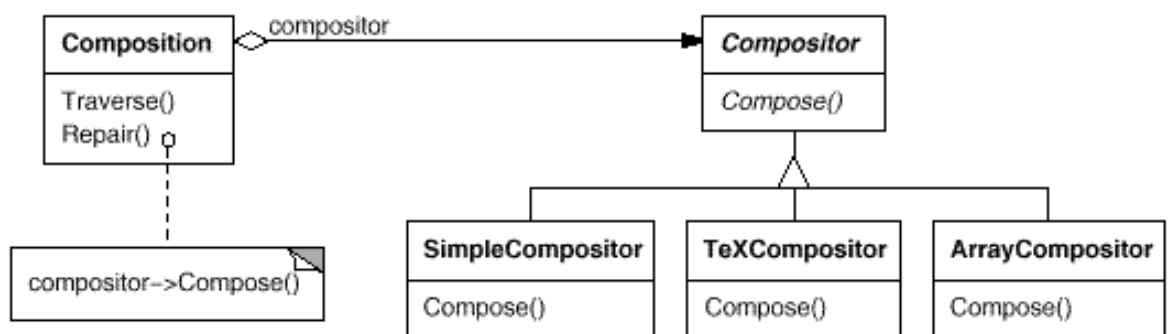 Composition
Traverse()
Repair()
compositor
Compositor
Compose()
compositor->Compose()
SimpleCompositor
Compose()
TeXCompositor
Compose()
ArrayCompositor
Compose()